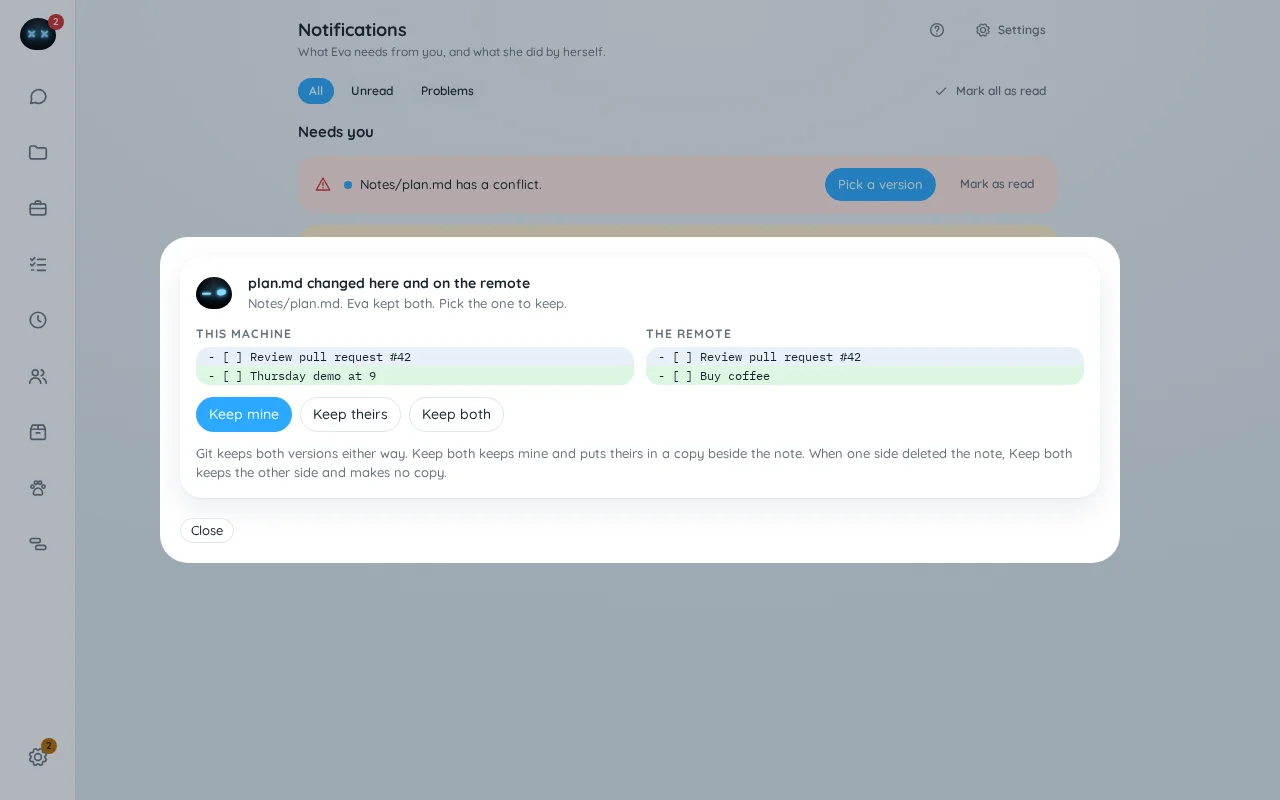 2
Notifications
Settings
What Eva needs from you, and what she did by herself.
All
Unread
Problems
Mark all as read
Needs you
Notes/plan.md has a conflict.
Pick a version
Mark as read
plan.md changed here and on the remote
Notes/plan.md. Eva kept both. Pick the one to keep.
THIS MACHINE
- [ ] Review pull request #42
- [ ] Thursday demo at 9
THE REMOTE
- [ ] Review pull request #42
- [ ] Buy coffee
Keep mine
Keep theirs
Keep both
Git keeps both versions either way. Keep both keeps mine and puts theirs in a copy beside the note. When one side deleted the note, Keep both
keeps the other side and makes no copy.
Close
2